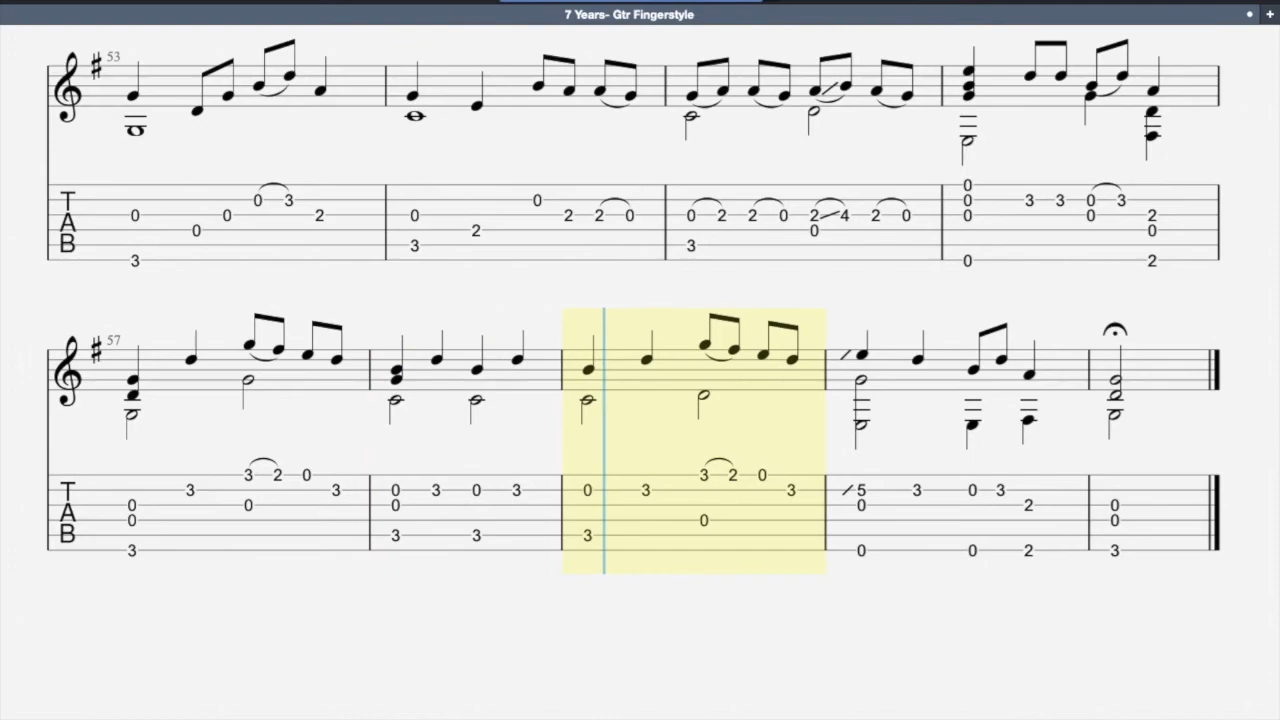 7 Years- Gtr Fingerstyle
53
T 0 0 0 0 3 2 0 2 0 2 2 0 0 2 2 0 2 4 2 0 0 3 3 0 3
A 0 2
B 3 3 3 0 0 0 0 2 0 0 2
57
T 3 2 0 3 0 3 0 3 0 3 3 2 0 3 5 3 0 3
A 0 0 0 0 0 2 0 0
B 3 3 3 3 0 0 2 3